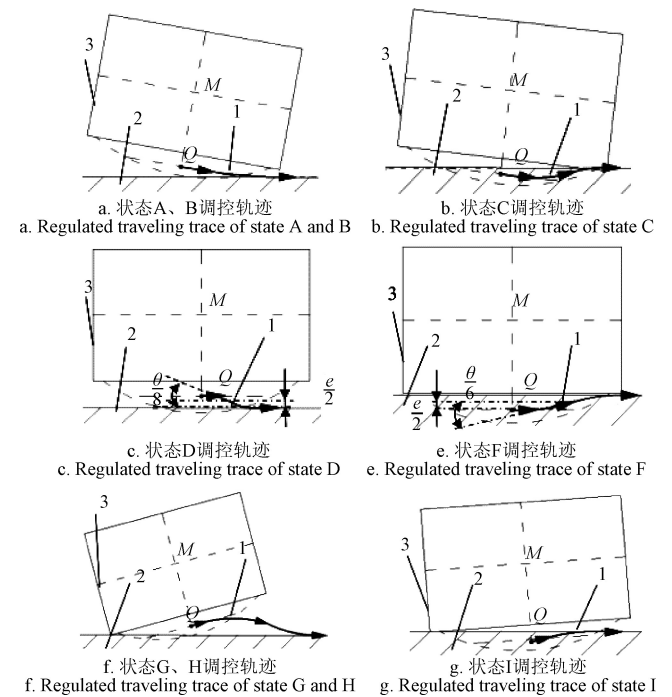 3
M
2
Q
1
a. 状态A、B调控轨迹
a. Regulated traveling trace of state A and B
3
M
2
1
Q
b. 状态C调控轨迹
b. Regulated traveling trace of state C
3
M
2
1
θ/8
Q
e/2
c. 状态D调控轨迹
c. Regulated traveling trace of state D
3
M
2
1
θ/6
Q
e/2
e. 状态F调控轨迹
e. Regulated traveling trace of state F
3
M
1
2
Q
f. 状态G、H调控轨迹
f. Regulated traveling trace of state G and H
3
M
2
1
Q
g. 状态I调控轨迹
g. Regulated traveling trace of state I